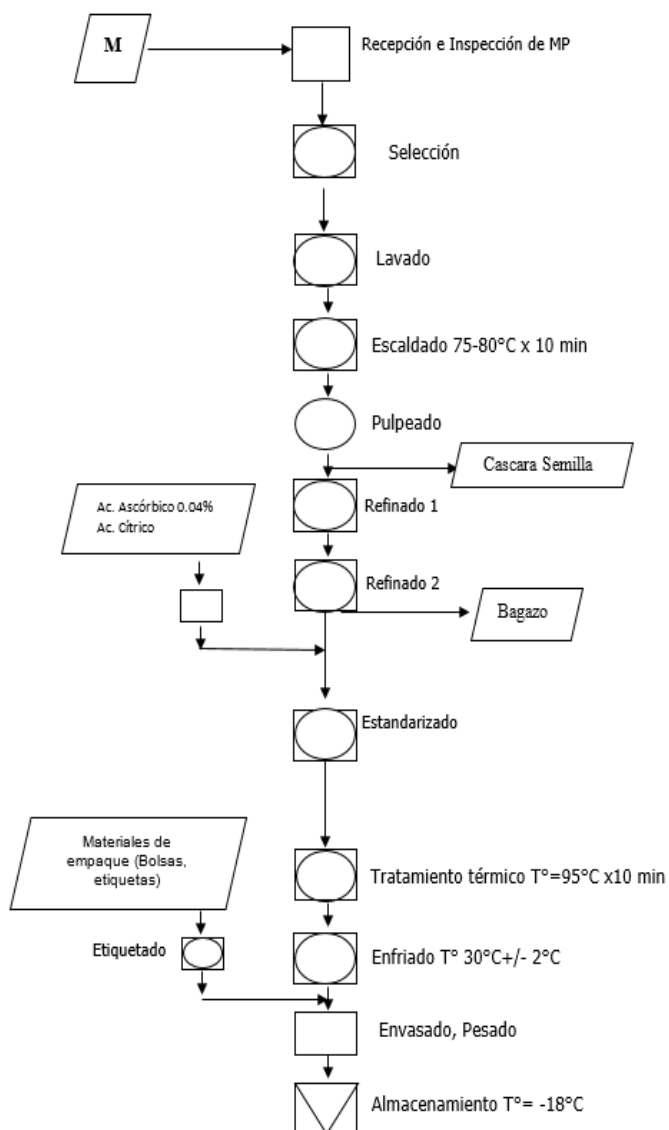 M
Recepción e Inspección de MP
Selección
Lavado
Escaldado 75-80°C x 10 min
Pulpeado
Cascara Semilla
Ac. Ascórbico 0.04%
Ac. Cítrico
Refinado 1
Refinado 2
Bagazo
Estandarizado
Materiales de
empaque (Bolsas,
etiquetas)
Tratamiento térmico T°=95°C x10 min
Etiquetado
Enfriado T° 30°C+/- 2°C
Envasado, Pesado
Almacenamiento T°= -18°C